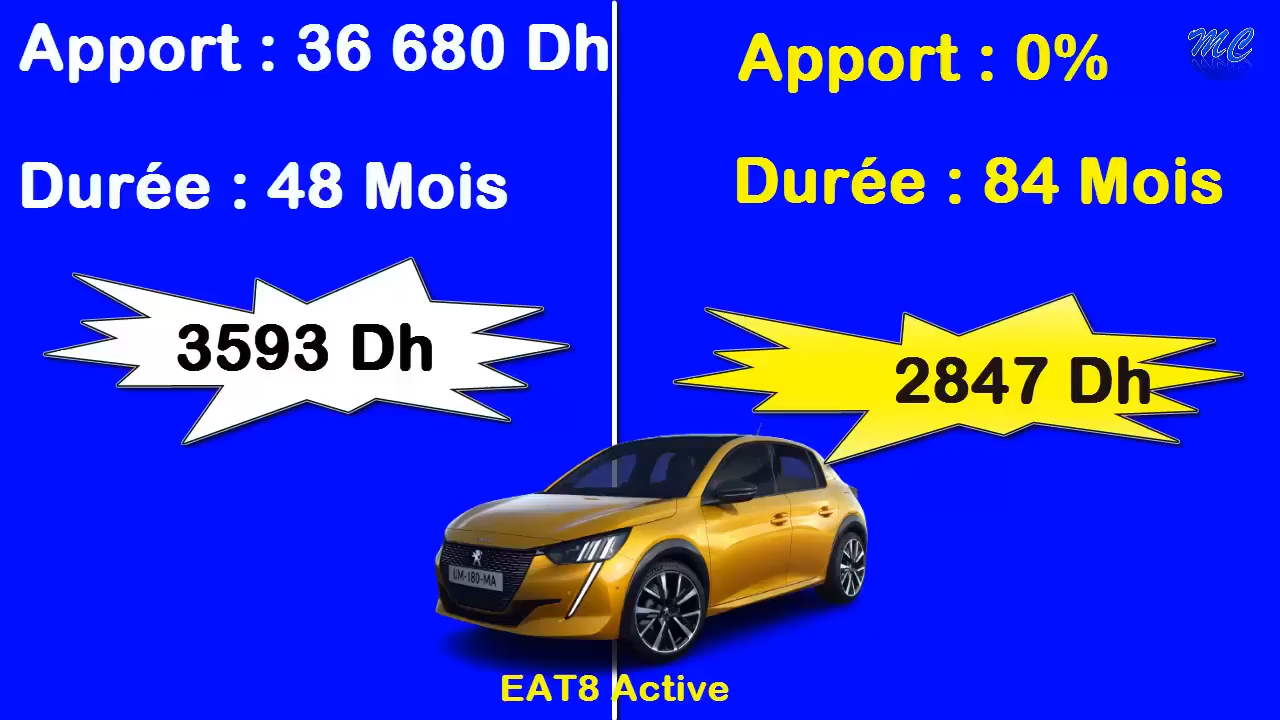 Apport : 36 680 Dh
Durée : 48 Mois
3593 Dh
Apport : 0%
MC
Durée : 84 Mois
2847 Dh
UM-180-MA
EAT8 Active